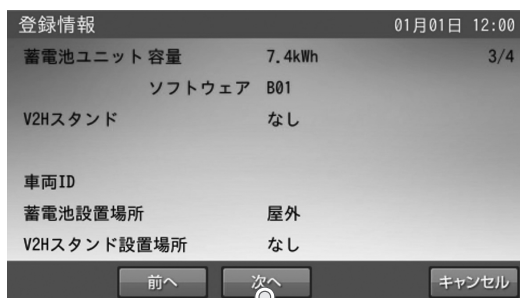 登録情報 01月01日 12:00
蓄電池ユニット 容量 7.4kWh 3/4
ソフトウェア B01
V2Hスタンド なし
車両ID
蓄電池設置場所 屋外
V2Hスタンド設置場所 なし
前へ 次へ キャンセル